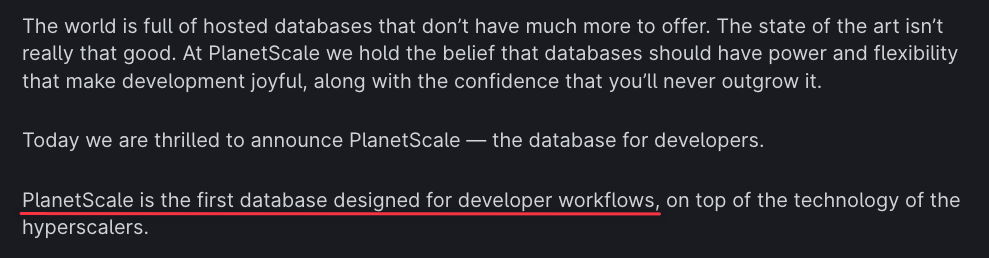 The world is full of hosted databases that don’t have much more to offer. The state of the art isn’t
really that good. At PlanetScale we hold the belief that databases should have power and flexibility
that make development joyful, along with the confidence that you’ll never outgrow it.
Today we are thrilled to announce PlanetScale — the database for developers.
PlanetScale is the first database designed for developer workflows, on top of the technology of the
hyperscalers.